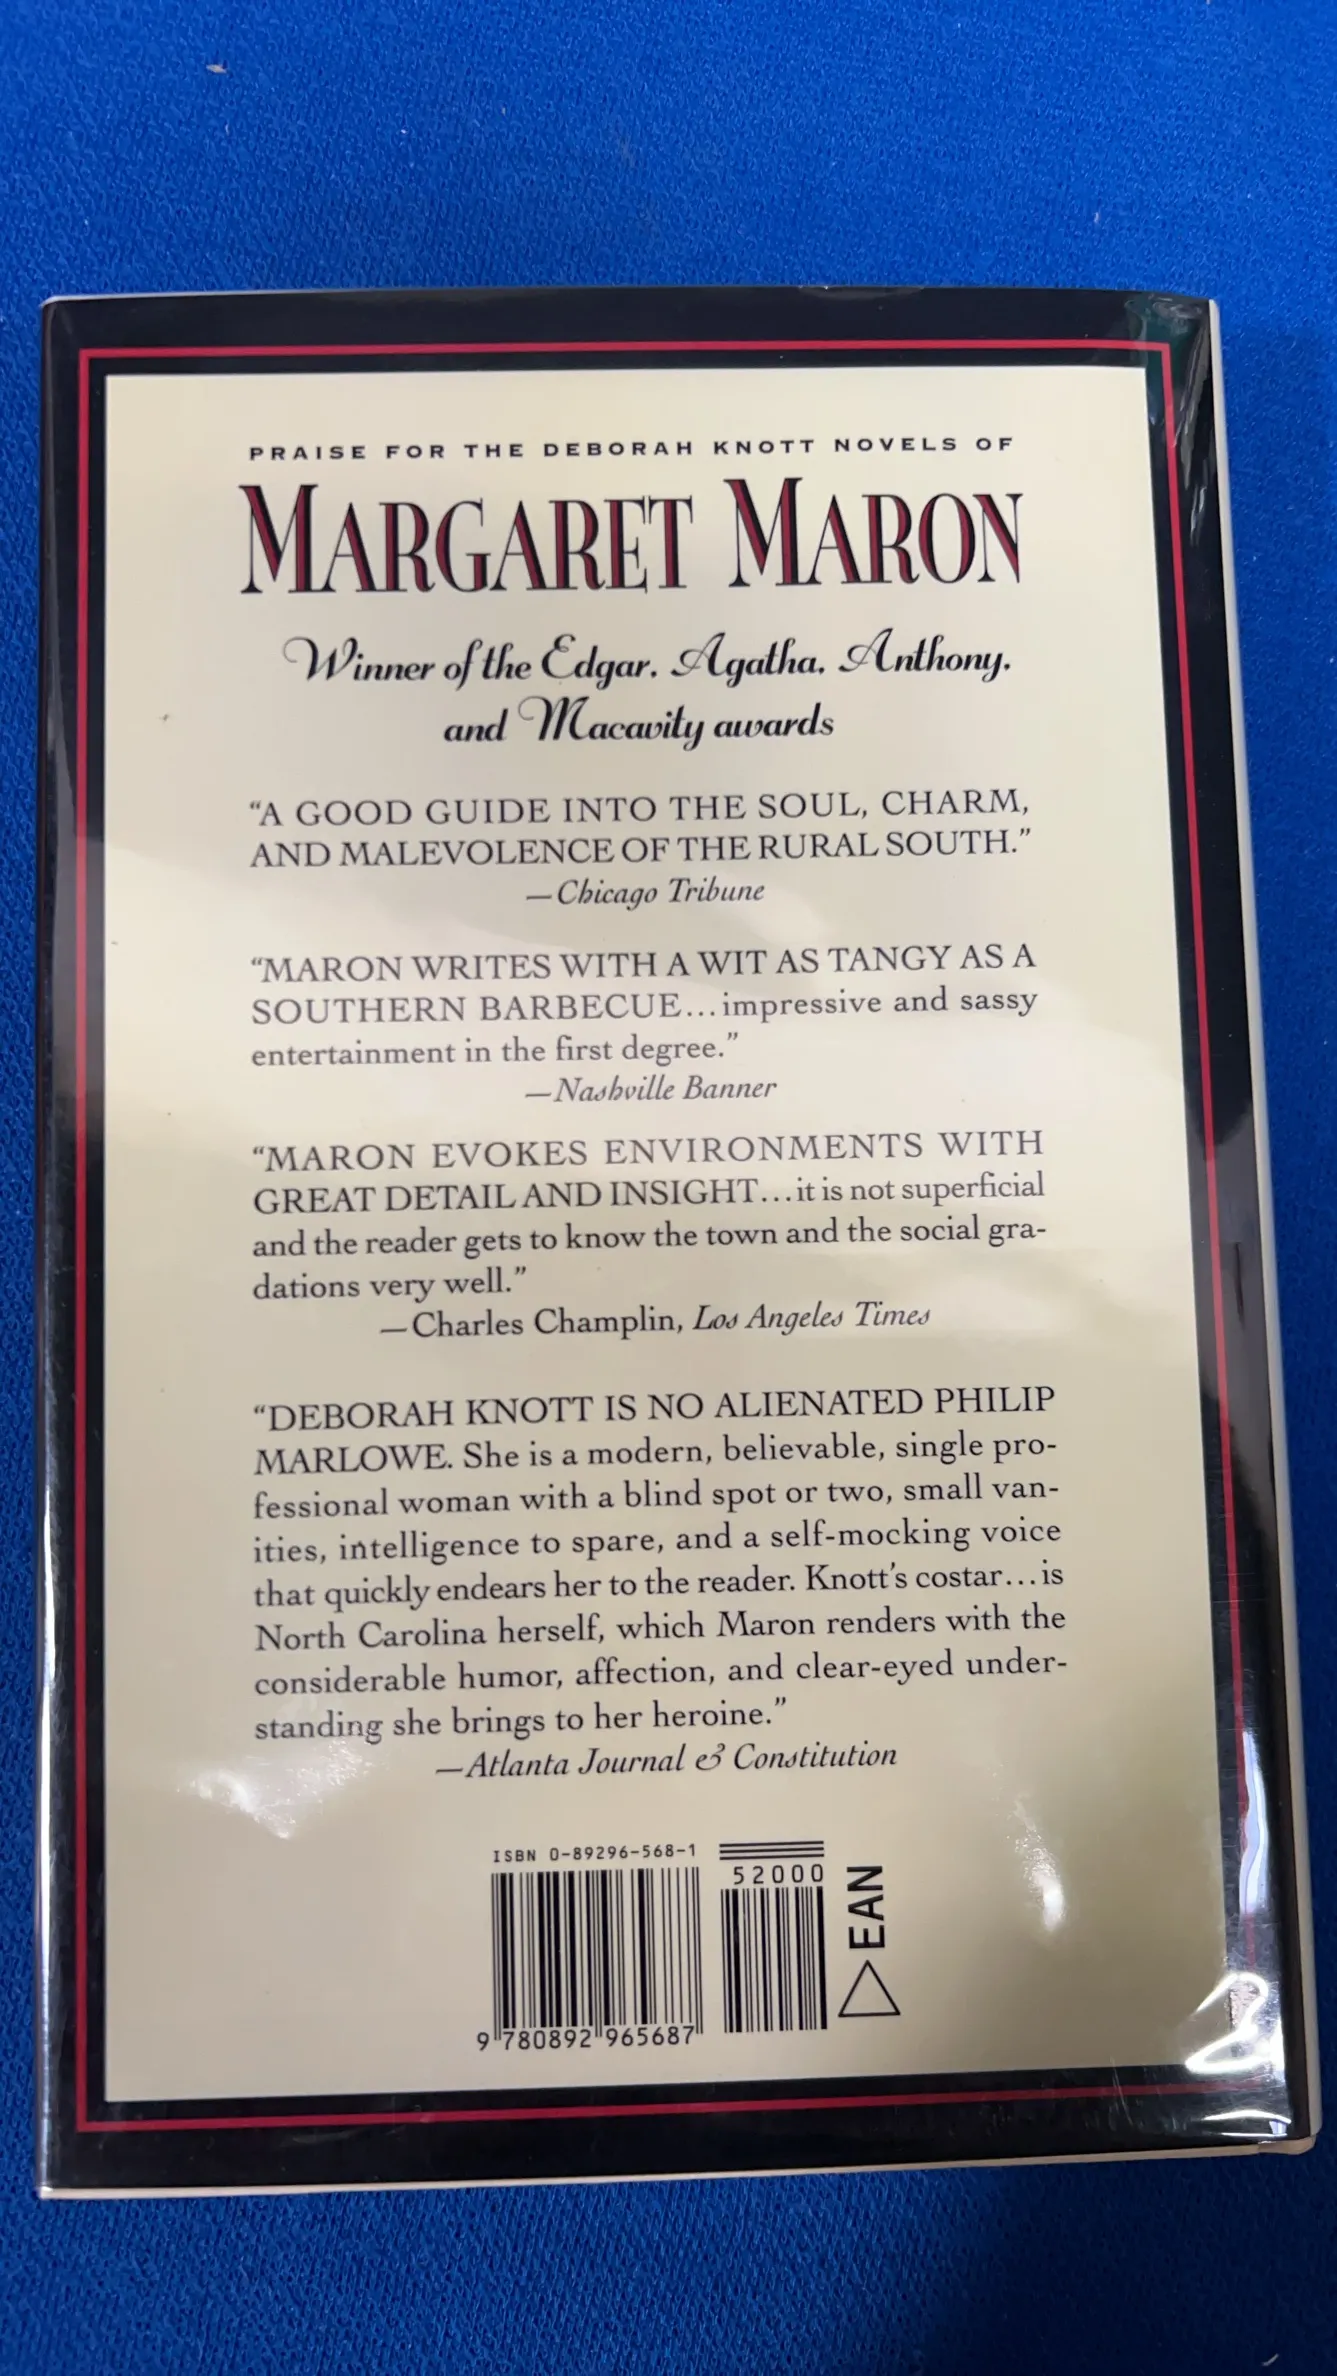 PRAISE FOR THE DEBORAH KNOTT NOVELS OF
MARGARET MARON
Winner of the Edgar, Agatha, Anthony,
and Macavity awards
“A GOOD GUIDE INTO THE SOUL, CHARM,
AND MALEVOLENCE OF THE RURAL SOUTH.”
—Chicago Tribune
“MARON WRITES WITH A WIT AS TANGY AS A
SOUTHERN BARBECUE...impressive and sassy
entertainment in the first degree.”
—Nashville Banner
“MARON EVOKES ENVIRONMENTS WITH
GREAT DETAIL AND INSIGHT...it is not superficial
and the reader gets to know the town and the social gra-
dations very well.”
—Charles Champlin, Los Angeles Times
“DEBORAH KNOTT IS NO ALIENATED PHILIP
MARLOWE. She is a modern, believable, single pro-
fessional woman with a blind spot or two, small van-
ities, intelligence to spare, and a self-mocking voice
that quickly endears her to the reader. Knott’s costar...is
North Carolina herself, which Maron renders with the
considerable humor, affection, and clear-eyed under-
standing she brings to her heroine.”
—Atlanta Journal & Constitution
ISBN 0-89296-568-1
52000
EAN
9 780892 965687